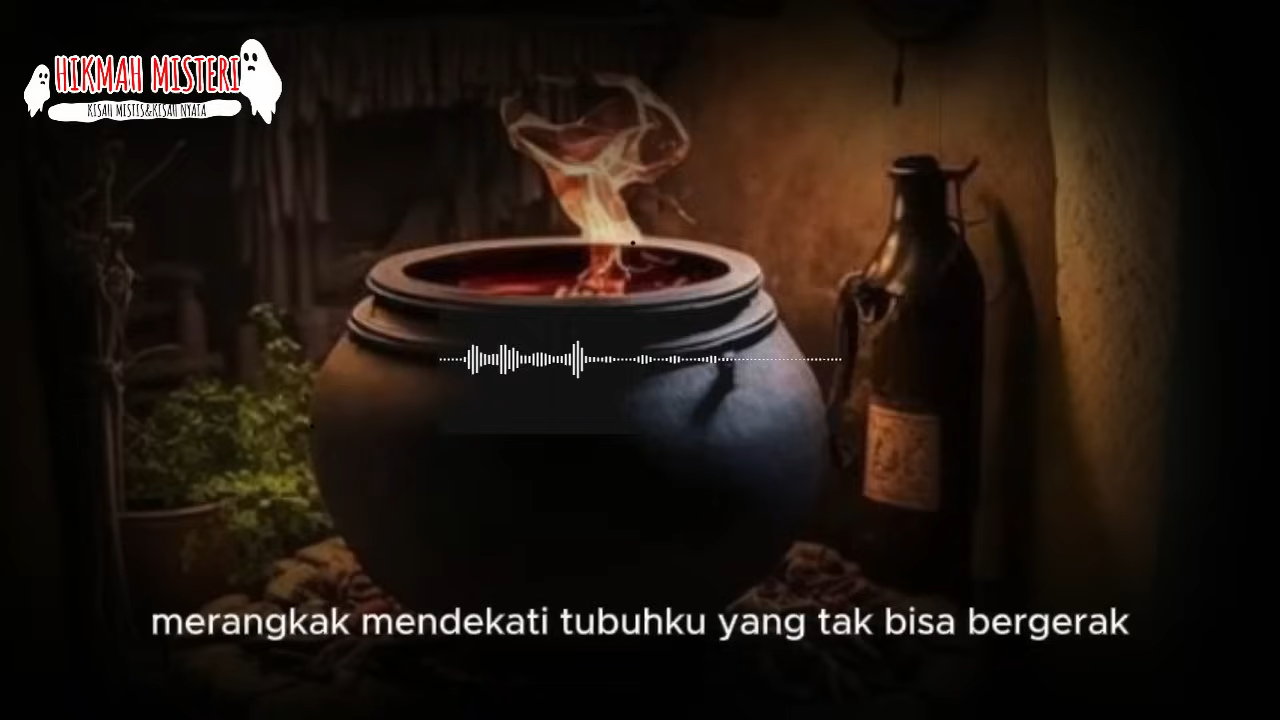 HIKMAH MISTERI
KISAH MISTIS&KISAH NYATA
merangkak mendekati tubuhku yang tak bisa bergerak